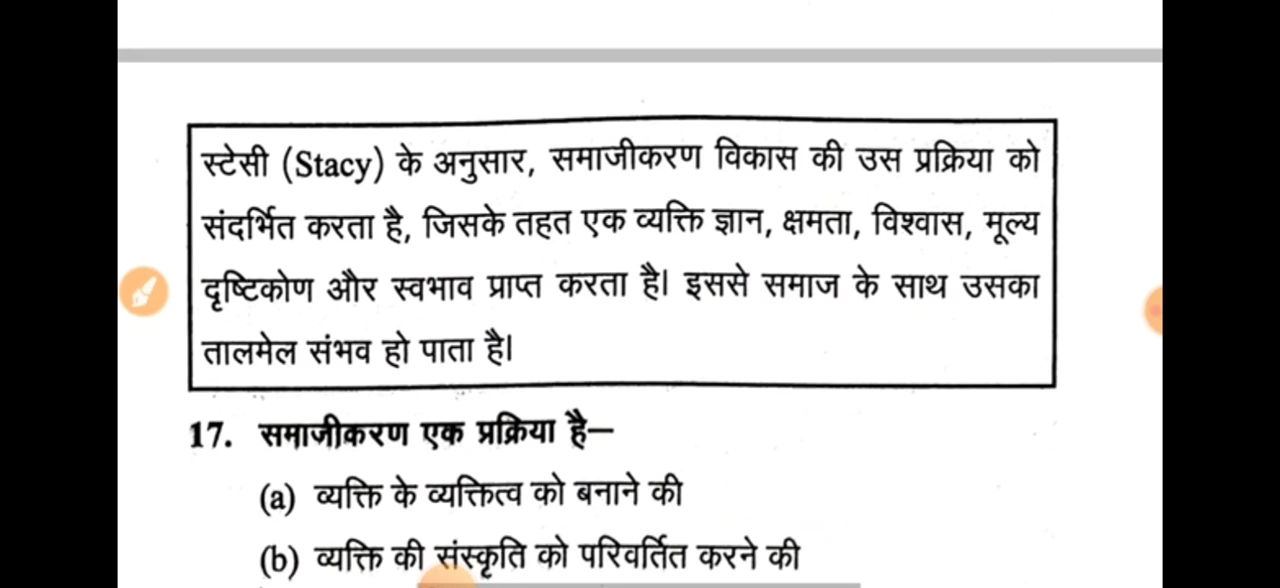 स्टेसी (Stacy) के अनुसार, समाजीकरण विकास की उस प्रक्रिया को
संदर्भित करता है, जिसके तहत एक व्यक्ति ज्ञान, क्षमता, विश्वास, मूल्य
दृष्टिकोण और स्वभाव प्राप्त करता है। इससे समाज के साथ उसका
तालमेल संभव हो पाता है।
17. समाजीकरण एक प्रक्रिया है–
(a) व्यक्ति के व्यक्तित्व को बनाने की
(b) व्यक्ति की संस्कृति को परिवर्तित करने की